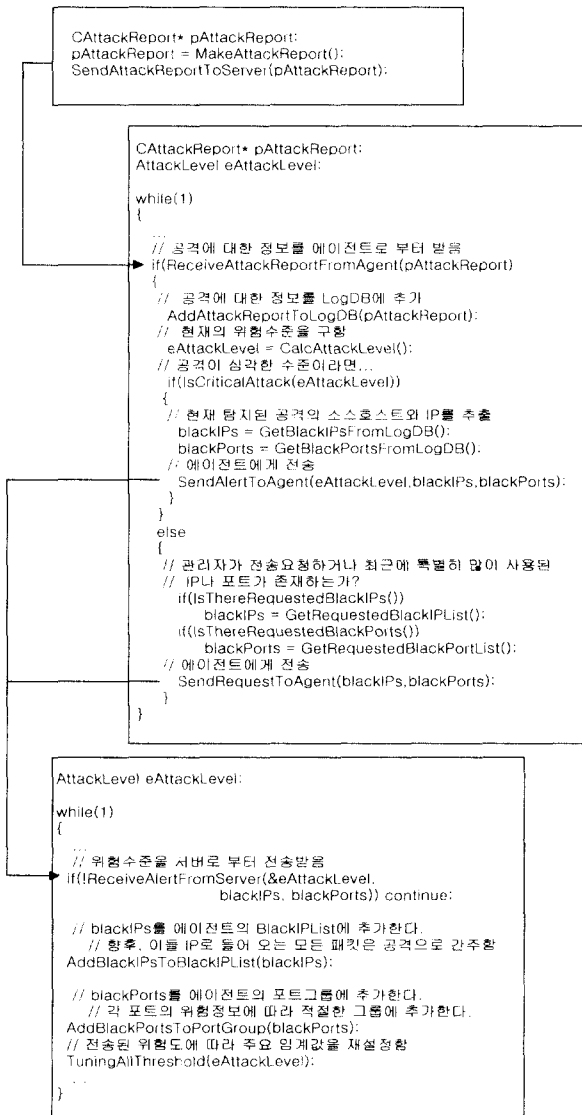 CAttackReport* pAttackReport:
pAttackReport = MakeAttackReport():
SendAttackReportToServer(pAttackReport):
CAttackReport* pAttackReport:
AttackLevel eAttackLevel:
while(1)
{
...
// 공격에 대한 정보를 에이전트로 부터 받음
if(ReceiveAttackReportFromAgent(pAttackReport)
{
// 공격에 대한 정보를 LogDB에 추가
AddAttackReportToLogDB(pAttackReport):
// 현재의 위험수준을 구함
eAttackLevel = CalcAttackLevel():
// 공격이 심각한 수준이라면...
if(IsCriticalAttack(eAttackLevel))
{
// 현재 탐지된 공격의 소스호스트와 IP를 추출
blackIPs = GetBlackIPsFromLogDB():
blackPorts = GetBlackPortsFromLogDB():
// 에이전트에게 전송
SendAlertToAgent(eAttackLevel,blackIPs,blackPorts):
}
}
else
{
// 관리자가 전송요청하거나 최근에 특별히 많이 사용된
// IP나 포트가 존재하는가?
if(IsThereRequestedBlackIPs())
blackIPs = GetRequestedBlackIPList():
if(IsThereRequestedBlackPorts())
blackPorts = GetRequestedBlackPortList():
// 에이전트에게 전송
SendRequestToAgent(blackIPs,blackPorts):
}
}
AttackLevel eAttackLevel:
while(1)
{
...
// 위험수준을 서버로 부터 전송받음
if(!ReceiveAlertFromServer(&eAttackLevel,
blackIPs, blackPorts)) continue:
// blackIPs를 에이전트의 BlackIPList에 추가한다.
// 향후, 이들 IP로 들어 오는 모든 패킷은 공격으로 간주함
AddBlackIPsToBlackIPList(blackIPs):
// blackPorts를 에이전트의 포트그룹에 추가한다.
// 각 포트의 위험정보에 따라 적절한 그룹에 추가한다.
AddBlackPortsToPortGroup(blackPorts):
// 전송된 위험도에 따라 주요 임계값을 재설정함
TuningAllThreshold(eAttackLevel):
...
}